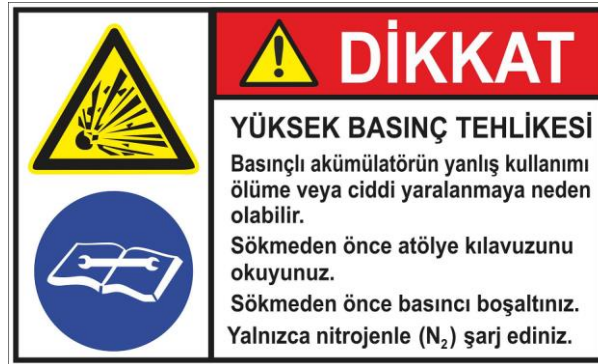 DİKKAT
YÜKSEK BASINÇ TEHLİKESİ
Basınçlı akümülatörün yanlış kullanımı
ölüme veya ciddi yaralanmaya neden
olabilir.
Sökmeden önce atölye kılavuzunu
okuyunuz.
Sökmeden önce basıncı boşaltınız.
Yalnızca nitrojenle (N₂) şarj ediniz.